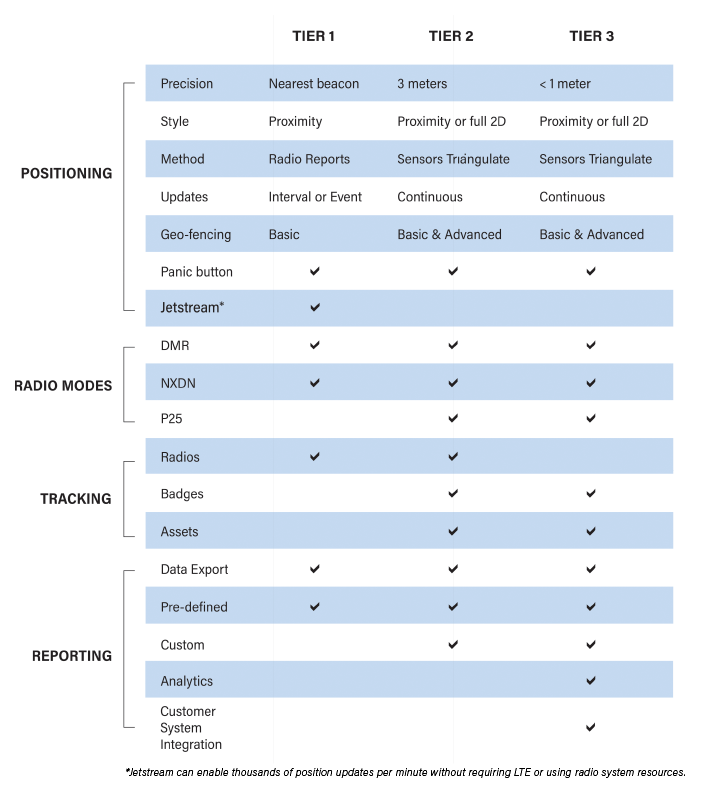 TIER 1 TIER 2 TIER 3
POSITIONING
Precision Nearest beacon 3 meters < 1 meter
Style Proximity Proximity or full 2D Proximity or full 2D
Method Radio Reports Sensors Triangulate Sensors Triangulate
Updates Interval or Event Continuous Continuous
Geo-fencing Basic Basic & Advanced Basic & Advanced
Panic button ✔ ✔ ✔
Jetstream* ✔
RADIO MODES
DMR ✔ ✔ ✔
NXDN ✔ ✔ ✔
P25 ✔ ✔
TRACKING
Radios ✔ ✔
Badges ✔ ✔
Assets ✔ ✔
REPORTING
Data Export ✔ ✔ ✔
Pre-defined ✔ ✔ ✔
Custom ✔ ✔
Analytics ✔
Customer
System
Integration ✔
*Jetstream can enable thousands of position updates per minute without requiring LTE or using radio system resources.